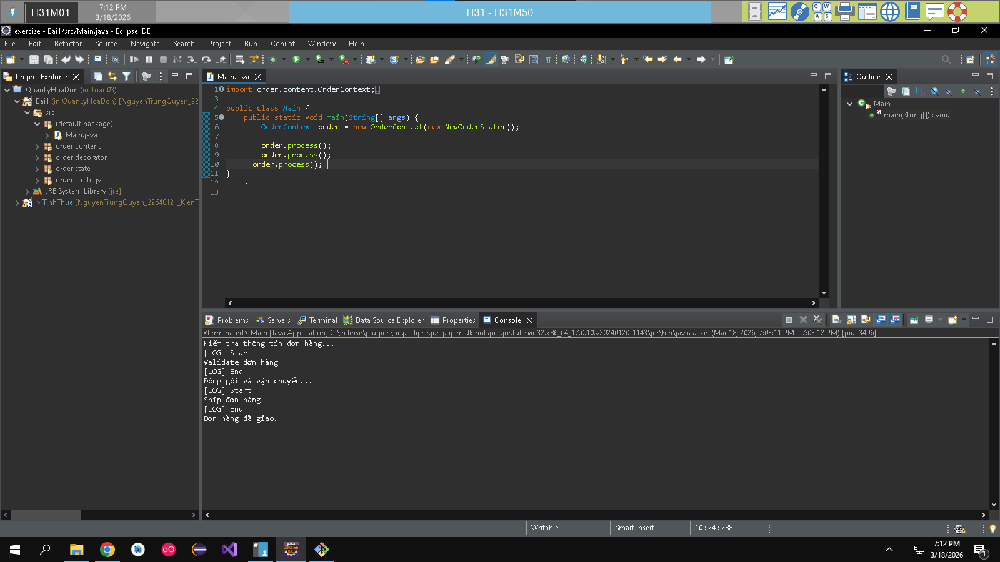 H31M01
7:12 PM
3/18/2026
H31 - H31M50
Q W
A S
exercise - Bai1/src/Main.java - Eclipse IDE
File Edit Refactor Source Navigate Search Project Run Copilot Window Help
Project Explorer
QuanLyHoaDon (in Tuan03)
Bai1 (in QuanLyHoaDon) [NguyenTrungQuyen_22
src
(default package)
Main.java
order.content
order.decorator
order.state
order.strategy
JRE System Library [jre]
> TinhThue [NguyenTrungQuyen_22640121_KienT
Main.java
1 import order.content.OrderContext;
3
4 public class Main {
5 public static void main(String[] args) {
6 OrderContext order = new OrderContext(new NewOrderState());
7
8 order.process();
9 order.process();
10 order.process();
11 }
12 }
13
Outline
Main
main(String[]) : void
Problems Servers Terminal Data Source Explorer Properties Console
<terminated> Main [Java Application] C:\eclipse\plugins\org.eclipse.justj.openjdk.hotspot.jre.full.win32.x86_64_17.0.10.v20240120-1143\jre\bin\javaw.exe (Mar 18, 2026, 7:03:11 PM – 7:03:12 PM) [pid: 3496]
Kiểm tra thông tin đơn hàng...
[LOG] Start
Validate đơn hàng
[LOG] End
Đóng gói và vận chuyển...
[LOG] Start
Ship đơn hàng
[LOG] End
Đơn hàng đã giao.
Writable
Smart Insert
10 : 24 : 288
7:12 PM
3/18/2026
1